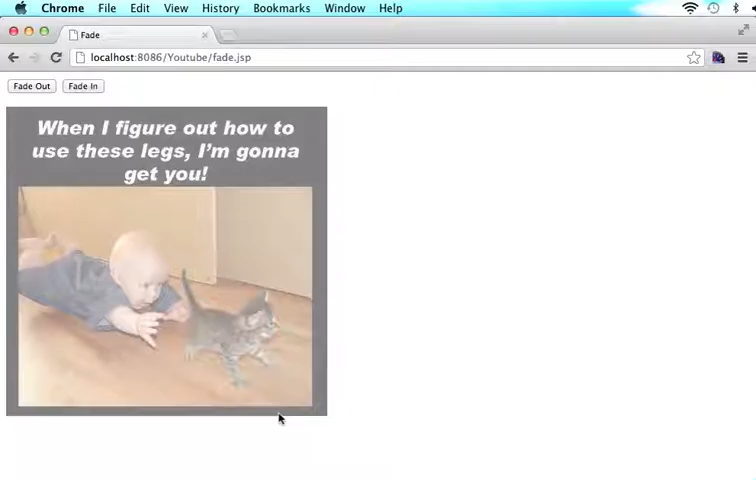 Chrome File Edit View History Bookmarks Window Help
Fade
localhost:8086/Youtube/fade.jsp
Fade Out Fade In
When I figure out how to
use these legs, I'm gonna
get you!